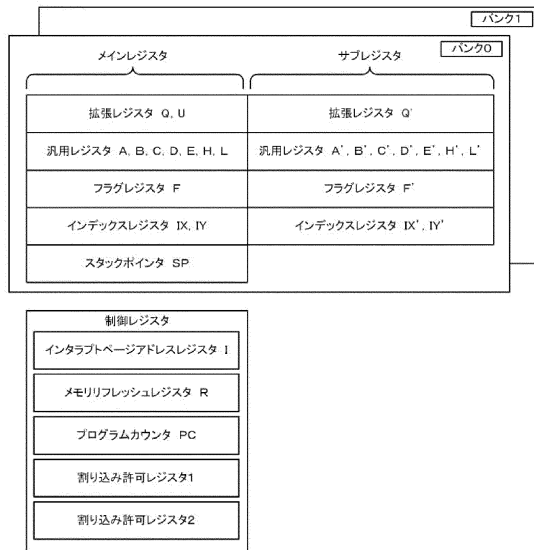 バンク1
バンク0
メインレジスタ
サブレジスタ
拡張レジスタ Q, U
拡張レジスタ Q'
汎用レジスタ A, B, C, D, E, H, L
汎用レジスタ A', B', C', D', E', H', L'
フラグレジスタ F
フラグレジスタ F'
インデックスレジスタ IX, IY
インデックスレジスタ IX', IY'
スタックポインタ SP
制御レジスタ
インタラプトページアドレスレジスタ I
メモリリフレッシュレジスタ R
プログラムカウンタ PC
割り込み許可レジスタ1
割り込み許可レジスタ2